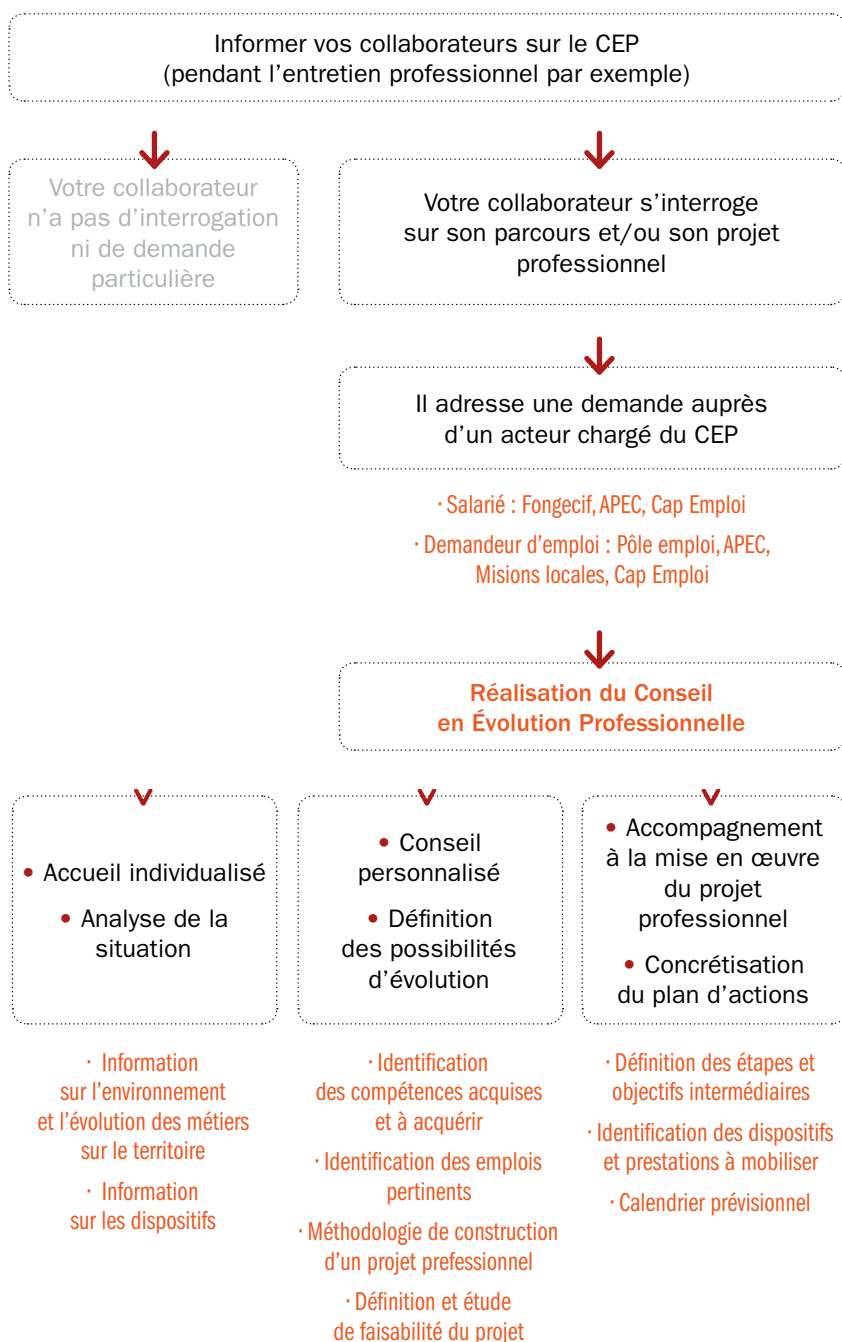 Informer vos collaborateurs sur le CEP
(pendant l'entretien professionnel par exemple)
Votre collaborateur
n'a pas d'interrogation
ni de demande
particulière
Votre collaborateur s'interroge
sur son parcours et/ou son projet
professionnel
Il adresse une demande auprès
d'un acteur chargé du CEP
· Salarié : Fongecif, APEC, Cap Emploi
· Demandeur d'emploi : Pôle emploi, APEC,
Misions locales, Cap Emploi
Réalisation du Conseil
en Évolution Professionnelle
• Accueil individualisé
• Analyse de la
situation
· Information
sur l'environnement
et l'évolution des métiers
sur le territoire
· Information
sur les dispositifs
• Conseil
personnalisé
• Définition
des possibilités
d'évolution
· Identification
des compétences acquises
et à acquérir
· Identification des emplois
pertinents
· Méthodologie de construction
d'un projet prefessionnel
· Définition et étude
de faisabilité du projet
• Accompagnement
à la mise en œuvre
du projet
professionnel
• Concrétisation
du plan d'actions
· Définition des étapes et
objectifs intermédiaires
· Identification des dispositifs
et prestations à mobiliser
· Calendrier prévisionnel